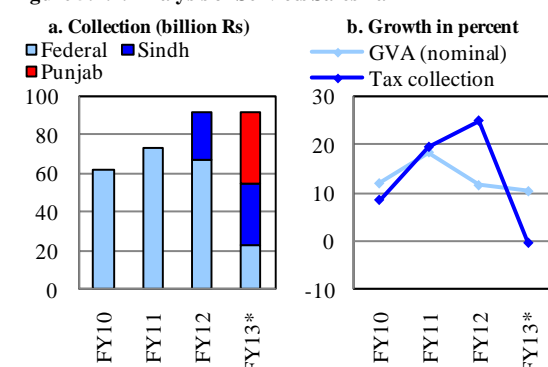 a. Collection (billion Rs)
Federal Sindh
Punjab
100
80
60
40
20
0
FY10
FY11
FY12
FY13*
b. Growth in percent
GVA (nominal)
Tax collection
30
20
10
0
-10
FY10
FY11
FY12
FY13*